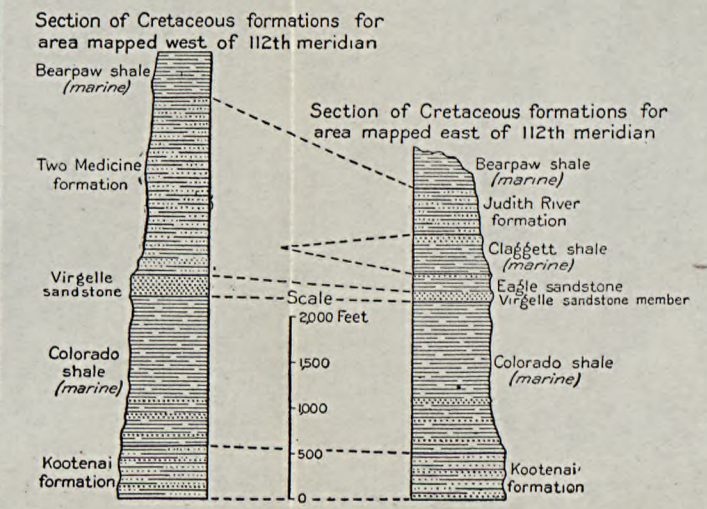 Section of Cretaceous formations for
area mapped west of 112th meridian
Bearpaw shale
(marine)
Two Medicine
formation
Virgelle
sandstone
Colorado
shale
(marine)
Kootenai
formation
Scale
2,000 Feet
1,500
1,000
500
0
Section of Cretaceous formations for
area mapped east of 112th meridian
Bearpaw shale
(marine)
Judith River
formation
Claggett shale
(marine)
Eagle sandstone
Virgelle sandstone member
Colorado shale
(marine)
Kootenai
formation